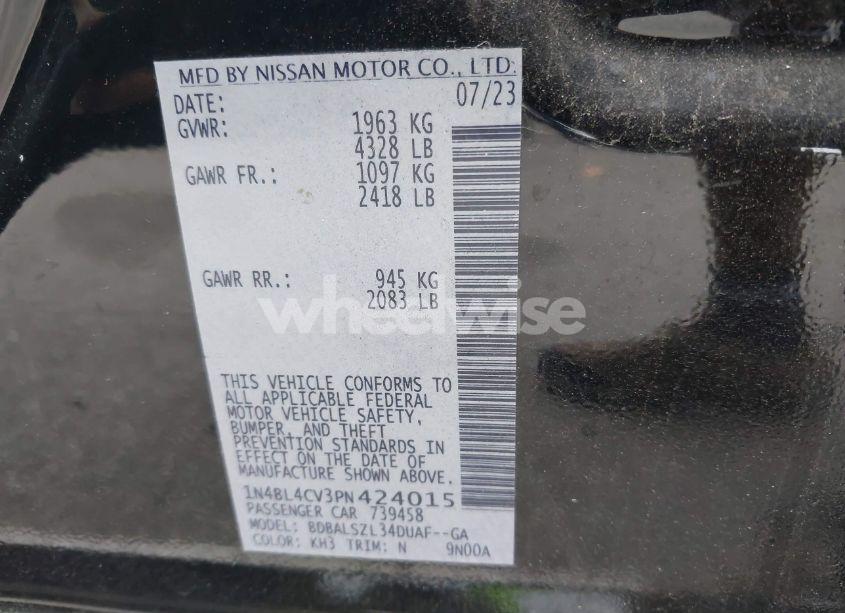 MFD BY NISSAN MOTOR CO., LTD.
DATE: 07/23
GVWR: 1963 KG
4328 LB
GAWR FR.: 1097 KG
2418 LB
GAWR RR.: 945 KG
2083 LB
wheelwise
THIS VEHICLE CONFORMS TO
ALL APPLICABLE FEDERAL
MOTOR VEHICLE SAFETY,
BUMPER, AND THEFT
PREVENTION STANDARDS IN
EFFECT ON THE DATE OF
MANUFACTURE SHOWN ABOVE.
1N4BL4CV3PN424015
PASSENGER CAR 739458
MODEL: BDBALSZL34DUAF--GA
COLOR: KH3 TRIM: N 9N00A